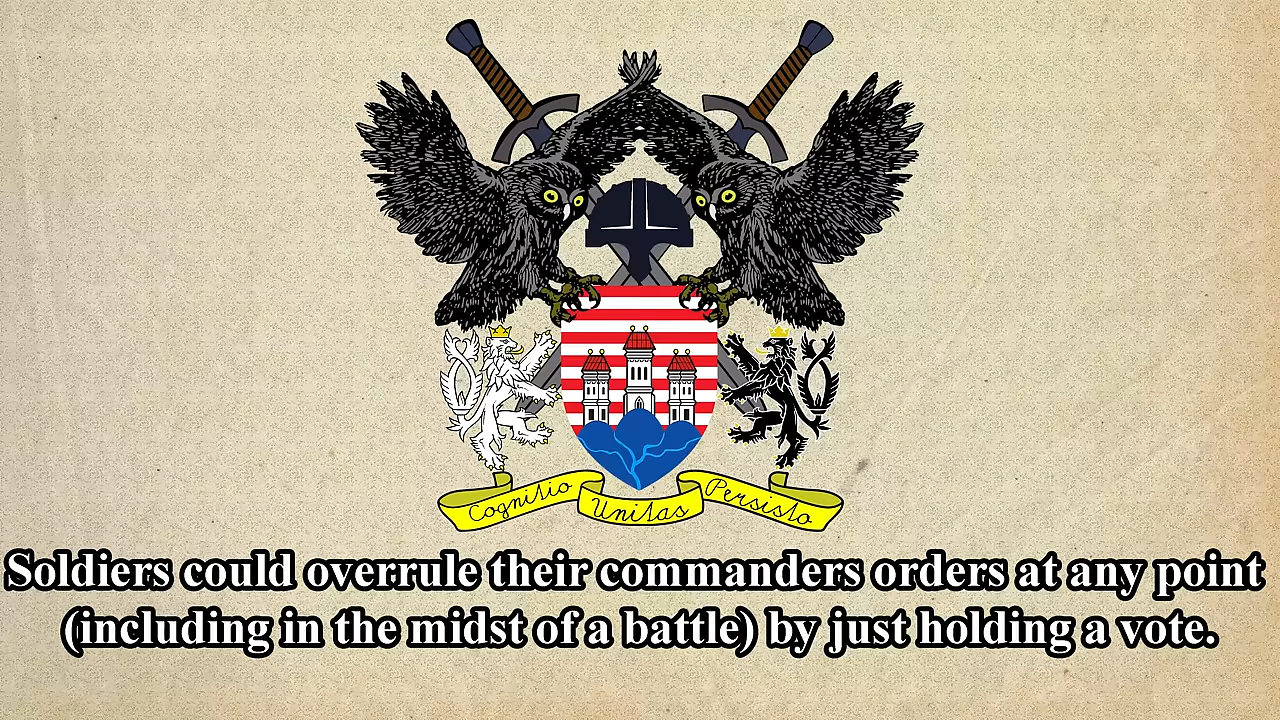 Cognitio Unitas Persisto
Soldiers could overrule their commanders orders at any point
(including in the midst of a battle) by just holding a vote.